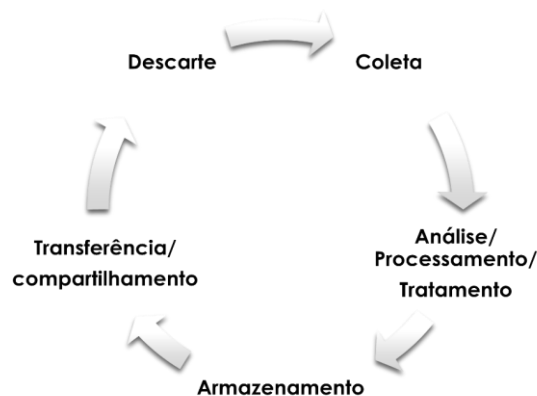 Descarte
Coleta
Análise/
Processamento/
Tratamento
Armazenamento
Transferência/
compartilhamento